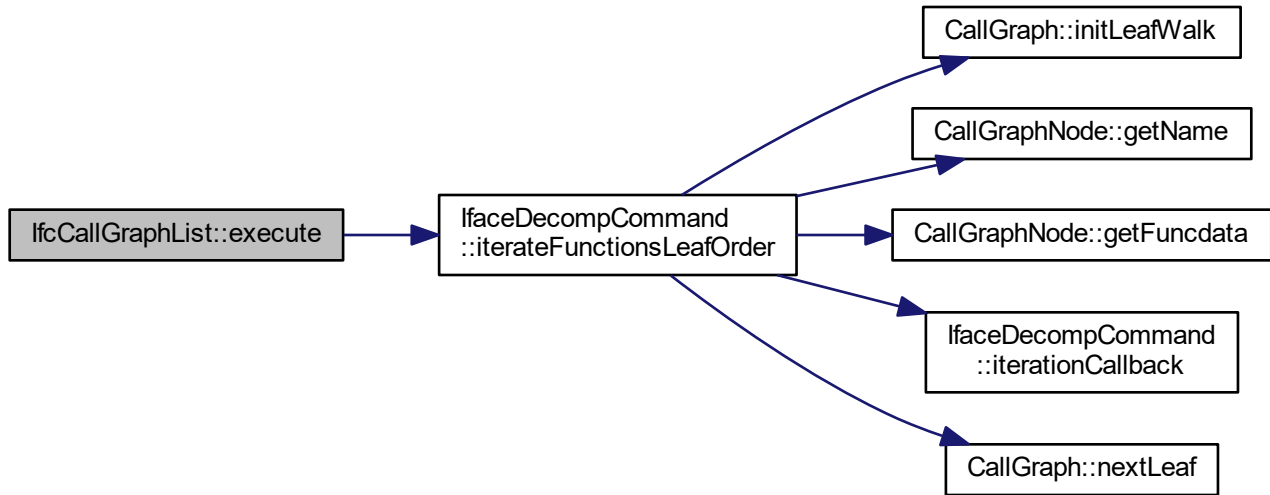 IfcCallGraphList::execute
IfaceDecompCommand
::iterateFunctionsLeafOrder
CallGraph::initLeafWalk
CallGraphNode::getName
CallGraphNode::getFuncdata
IfaceDecompCommand
::iterationCallback
CallGraph::nextLeaf